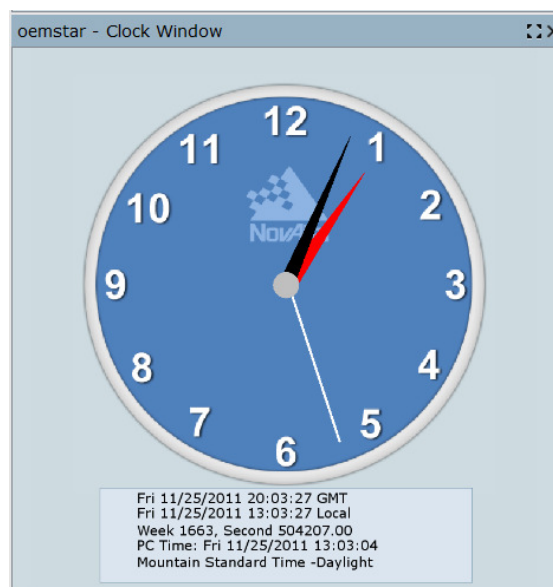 oemstar - Clock Window
12
11
1
10
2
NovAtel
9
3
8
4
7
5
6
Fri 11/25/2011 20:03:27 GMT
Fri 11/25/2011 13:03:27 Local
Week 1663, Second 504207.00
PC Time: Fri 11/25/2011 13:03:04
Mountain Standard Time -Daylight